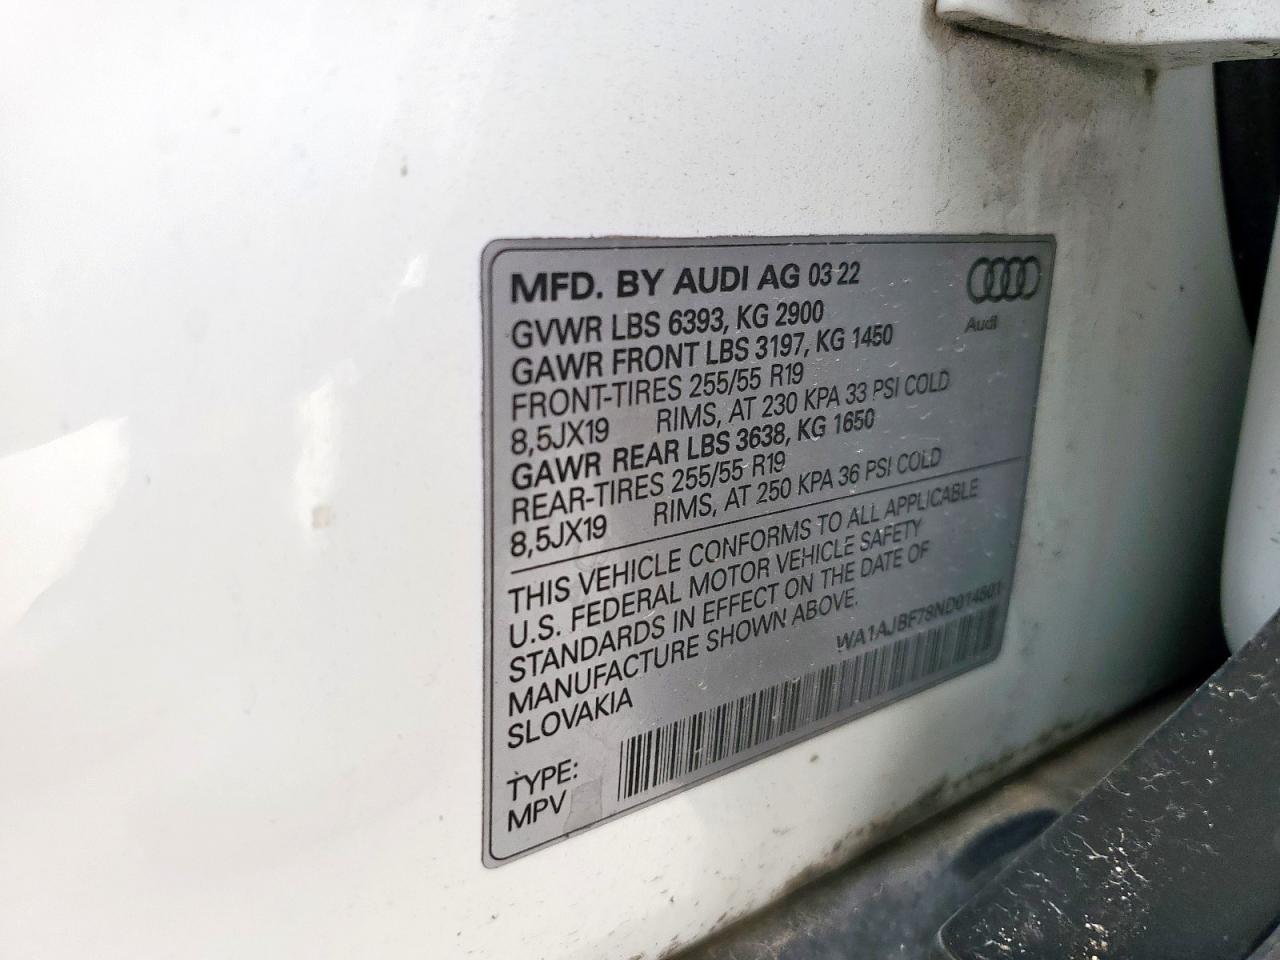 MFD. BY AUDI AG 03 22
GVWR LBS 6393, KG 2900
Audi
GAWR FRONT LBS 3197, KG 1450
FRONT-TIRES 255/55 R19
8,5JX19 RIMS, AT 230 KPA 33 PSI COLD
GAWR REAR LBS 3638, KG 1650
REAR-TIRES 255/55 R19
8,5JX19 RIMS, AT 250 KPA 36 PSI COLD
THIS VEHICLE CONFORMS TO ALL APPLICABLE
U.S. FEDERAL MOTOR VEHICLE SAFETY
STANDARDS IN EFFECT ON THE DATE OF
MANUFACTURE SHOWN ABOVE.
SLOVAKIA
WA1AJBF78ND014801
TYPE:
MPV